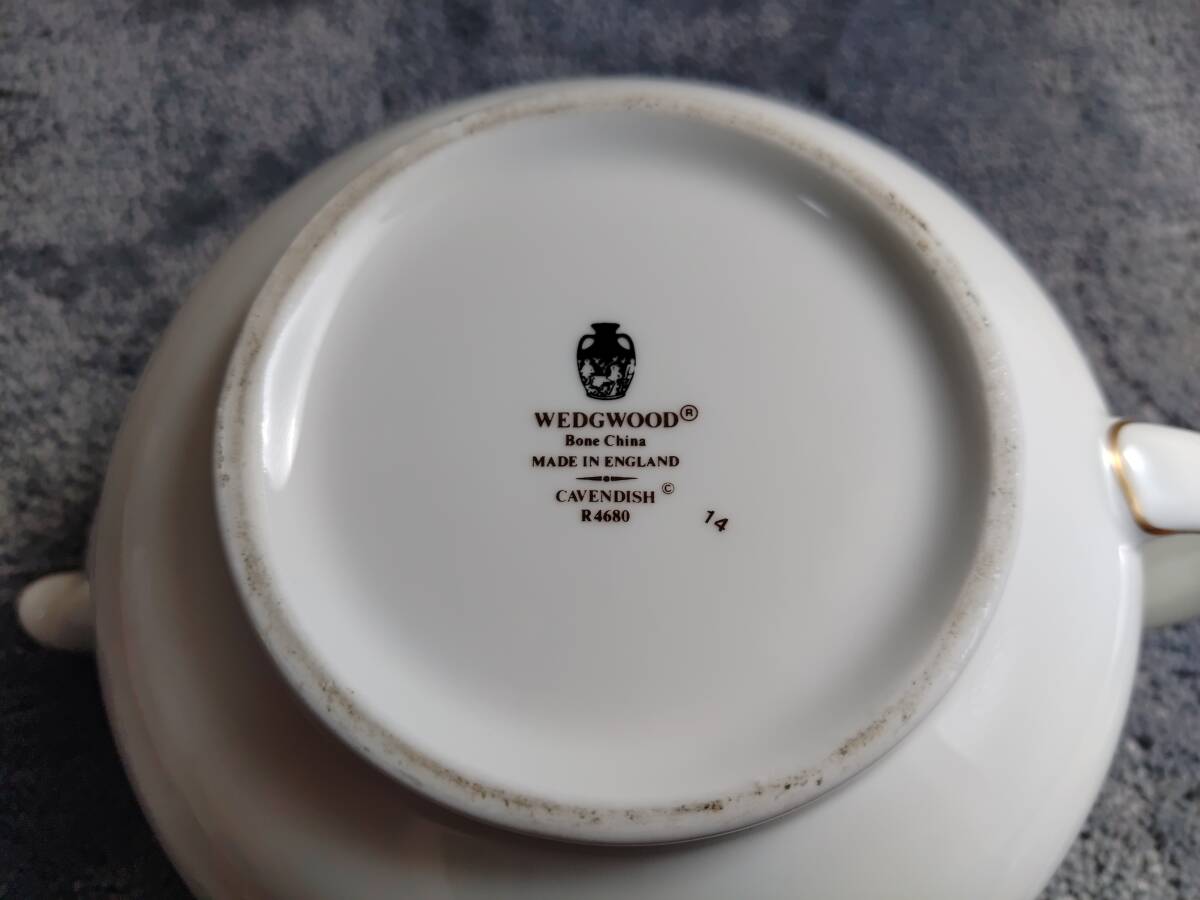 WEDGWOOD®
Bone China
MADE IN ENGLAND
CAVENDISH ©
R4680
14